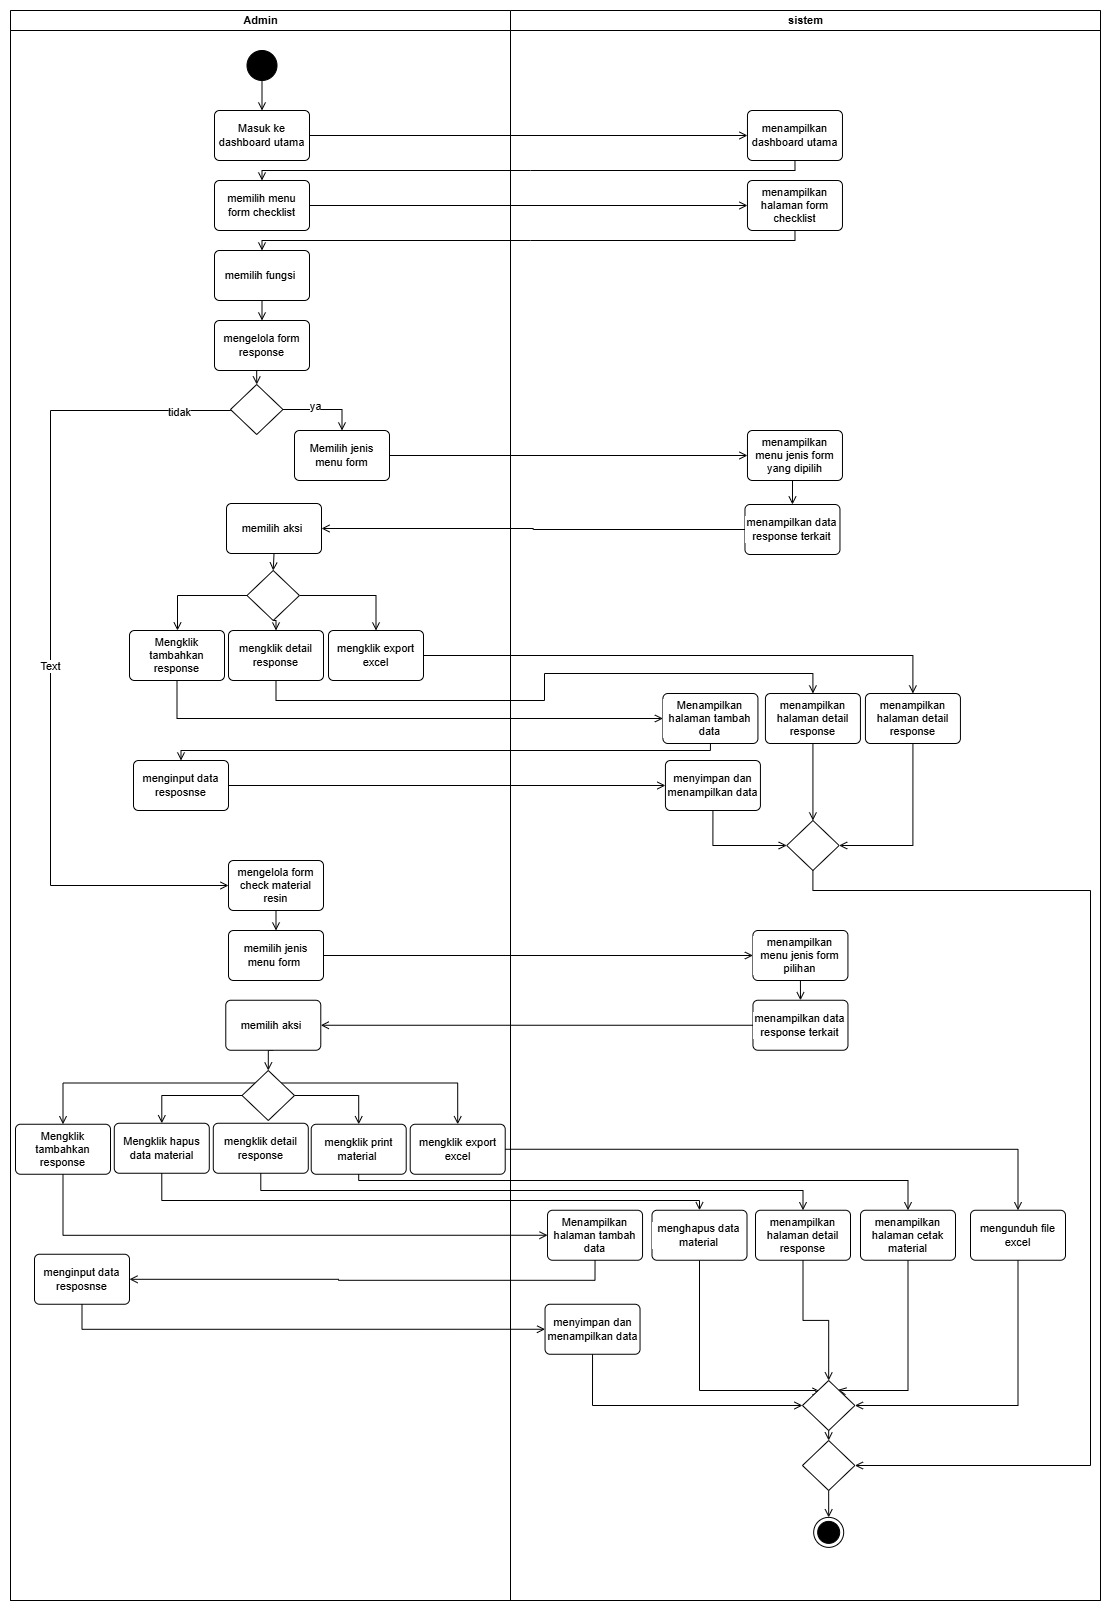 Admin
sistem
Masuk ke
dashboard utama
menampilkan
dashboard utama
memilih menu
form checklist
menampilkan
halaman form
checklist
memilih fungsi
mengelola form
response
tidak
ya
Memilih jenis
menu form
menampilkan
menu jenis form
yang dipilih
memilih aksi
menampilkan data
response terkait
Mengklik
tambahkan
response
mengklik detail
response
mengklik export
excel
Text
Menampilkan
halaman tambah
data
menampilkan
halaman detail
response
menampilkan
halaman detail
response
menginput data
resposnse
menyimpan dan
menampilkan data
mengelola form
check material
resin
memilih jenis
menu form
menampilkan
menu jenis form
pilihan
memilih aksi
menampilkan data
response terkait
Mengklik
tambahkan
response
Mengklik hapus
data material
mengklik detail
response
mengklik print
material
mengklik export
excel
Menampilkan
halaman tambah
data
menghapus data
material
menampilkan
halaman detail
response
menampilkan
halaman cetak
material
mengunduh file
excel
menginput data
resposnse
menyimpan dan
menampilkan data